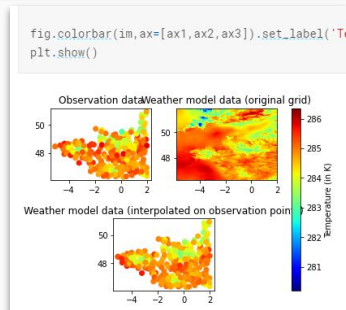 fig.colorbar(im,ax=[ax1,ax2,ax3]).set_label('Te
plt.show()
Observation data
Weather model data (original grid)
50
48
-4 -2 0 2
50
48
-4 -2 0 2
Weather model data (interpolated on observation point
50
48
-4 -2 0 2
286
285
284
283
282
281
Temperature (in K)